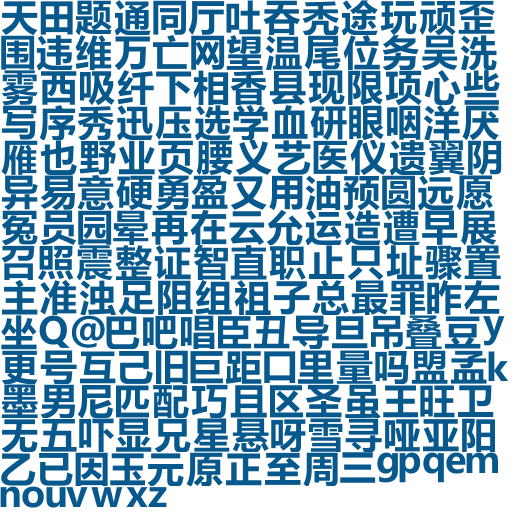 天田题通同厅吐吞秃途玩顽歪
围违维万亡网望温尾位务吴洗
雾西吸纤下相香县现限项心些
写序秀迅压选学血研眼咽洋厌
雁也野业页腰义艺医仪遗翼阴
异易意硬勇盈又用油预圆远愿
冤员园晕再在云允运造遭早展
召照震整证智直职止只址骤置
主准浊足阻组祖子总最罪昨左
坐Q@巴吧唱臣丑导旦吊叠豆y
更号互己旧巨距口里量吗盟孟k
墨男尼匹配巧且区圣虽王旺卫
无五吓显兄星悬呀雪寻哑亚阳
乙已因玉元原正至周三gpqem
nouvwxz